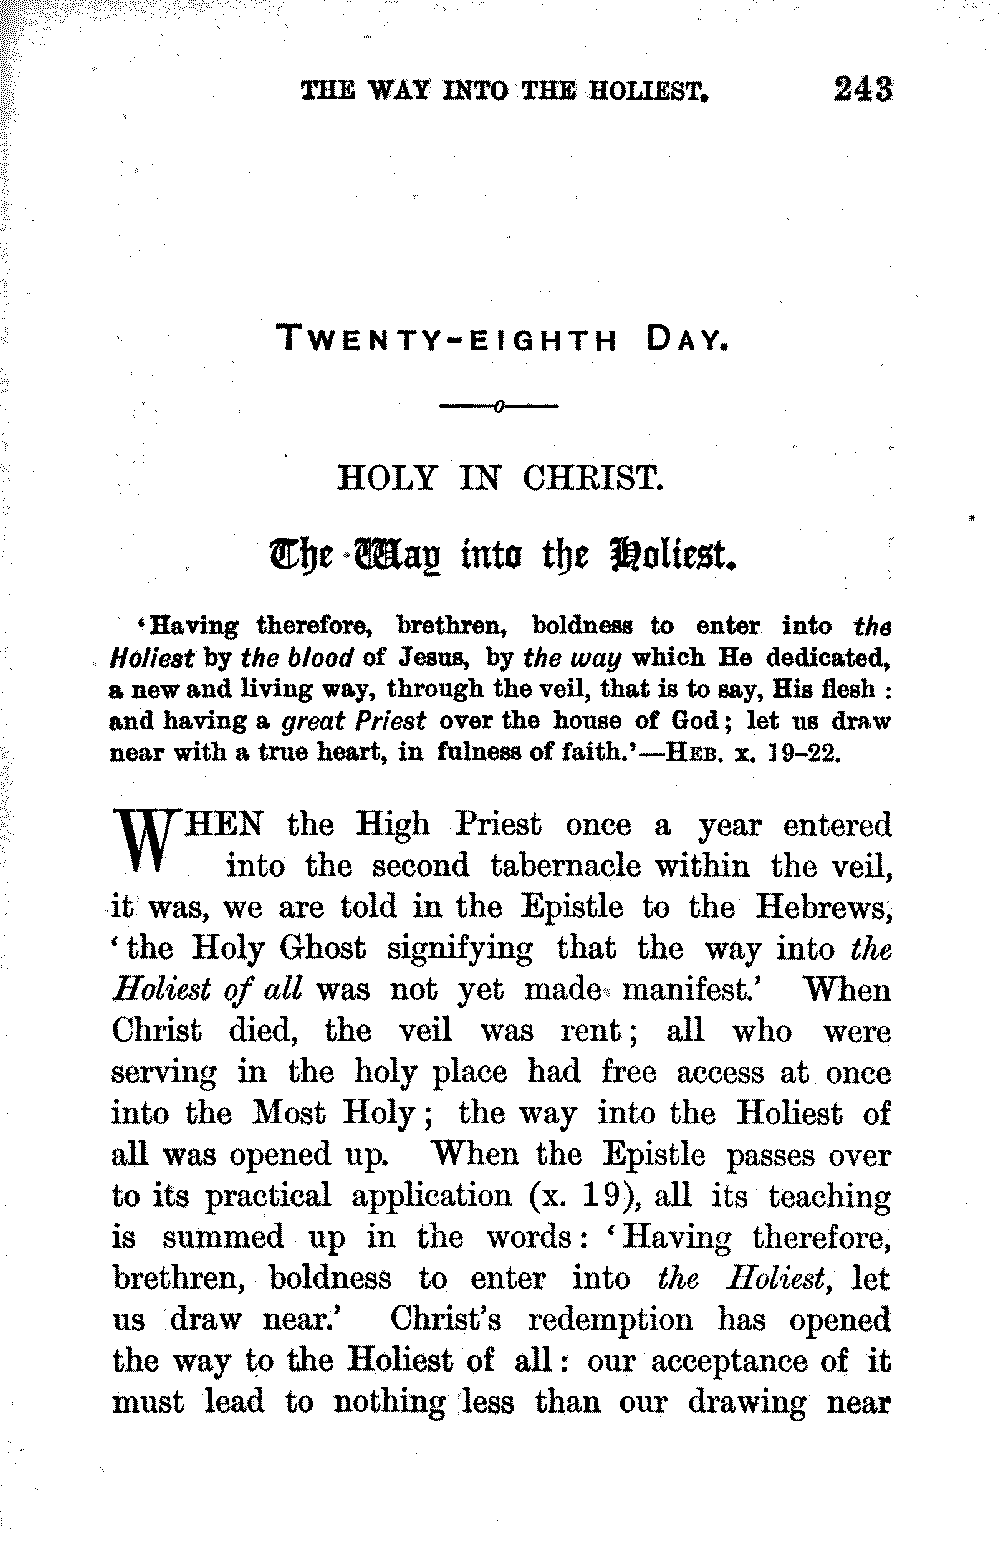 THE WAY INTO THE HOLIEST. 243
TWENTY-EIGHTH DAY.
HOLY IN CHRIST.
The Way into the Holiest.
‘Having therefore, brethren, boldness to enter into the
Holiest by the blood of Jesus, by the way which He dedicated,
a new and living way, through the veil, that is to say, His flesh :
and having a great Priest over the house of God; let us draw
near with a true heart, in fulness of faith.’—HEB. x. 19–22.
WHEN the High Priest once a year entered
into the second tabernacle within the veil,
it was, we are told in the Epistle to the Hebrews,
‘the Holy Ghost signifying that the way into the
Holiest of all was not yet made manifest.’ When
Christ died, the veil was rent; all who were
serving in the holy place had free access at once
into the Most Holy; the way into the Holiest of
all was opened up. When the Epistle passes over
to its practical application (x. 19), all its teaching
is summed up in the words: ‘Having therefore,
brethren, boldness to enter into the Holiest, let
us draw near.’ Christ’s redemption has opened
the way to the Holiest of all: our acceptance of it
must lead to nothing less than our drawing near